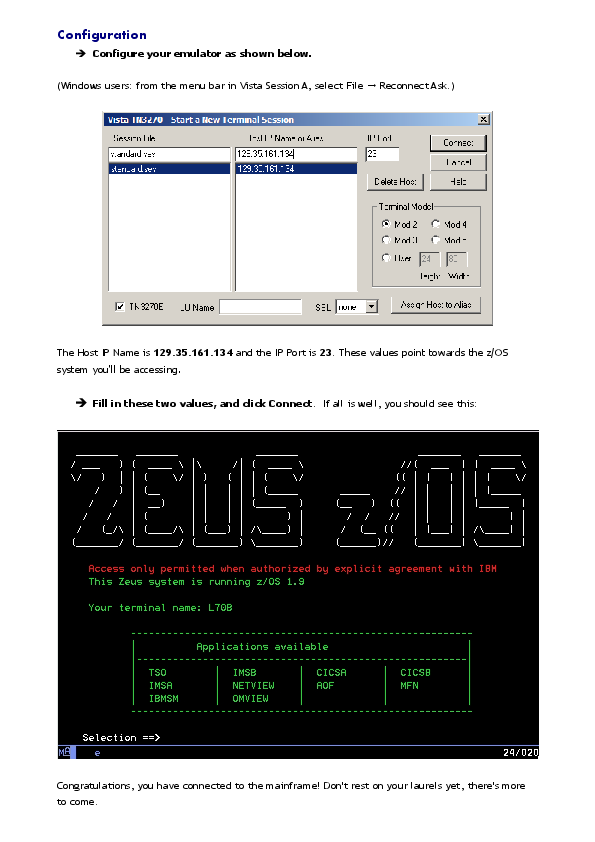 Configuration
➔ Configure your emulator as shown below.
(Windows users: from the menu bar in Vista Session A, select File → Reconnect Ask.)
Vista TN3270 - Start a New Terminal Session
Session File
Host IP Name or Alias
IP Port
standard.ses
129.35.161.134
23
Connect
standard.ses
129.35.161.134
Cancel
Delete Host
Help
Terminal Model
Mod 2
Mod 4
Mod 3
Mod 5
User
24
80
Height
Width
TN3270E
LU Name
SSL
none
Assign Host to Alias
The Host IP Name is 129.35.161.134 and the IP Port is 23. These values point towards the z/OS
system you'll be accessing.
➔ Fill in these two values, and click Connect. If all is well, you should see this:
ZEUS z/OS
Access only permitted when authorized by explicit agreement with IBM
This Zeus system is running z/OS 1.9
Your terminal name: L70B
Applications available
TSO IMSB CICSA CICSB
IMSA NETVIEW AOF MFN
IBMSM OMVIEW
Selection ==>
MA e 24/020
Congratulations, you have connected to the mainframe! Don't rest on your laurels yet, there's more
to come.